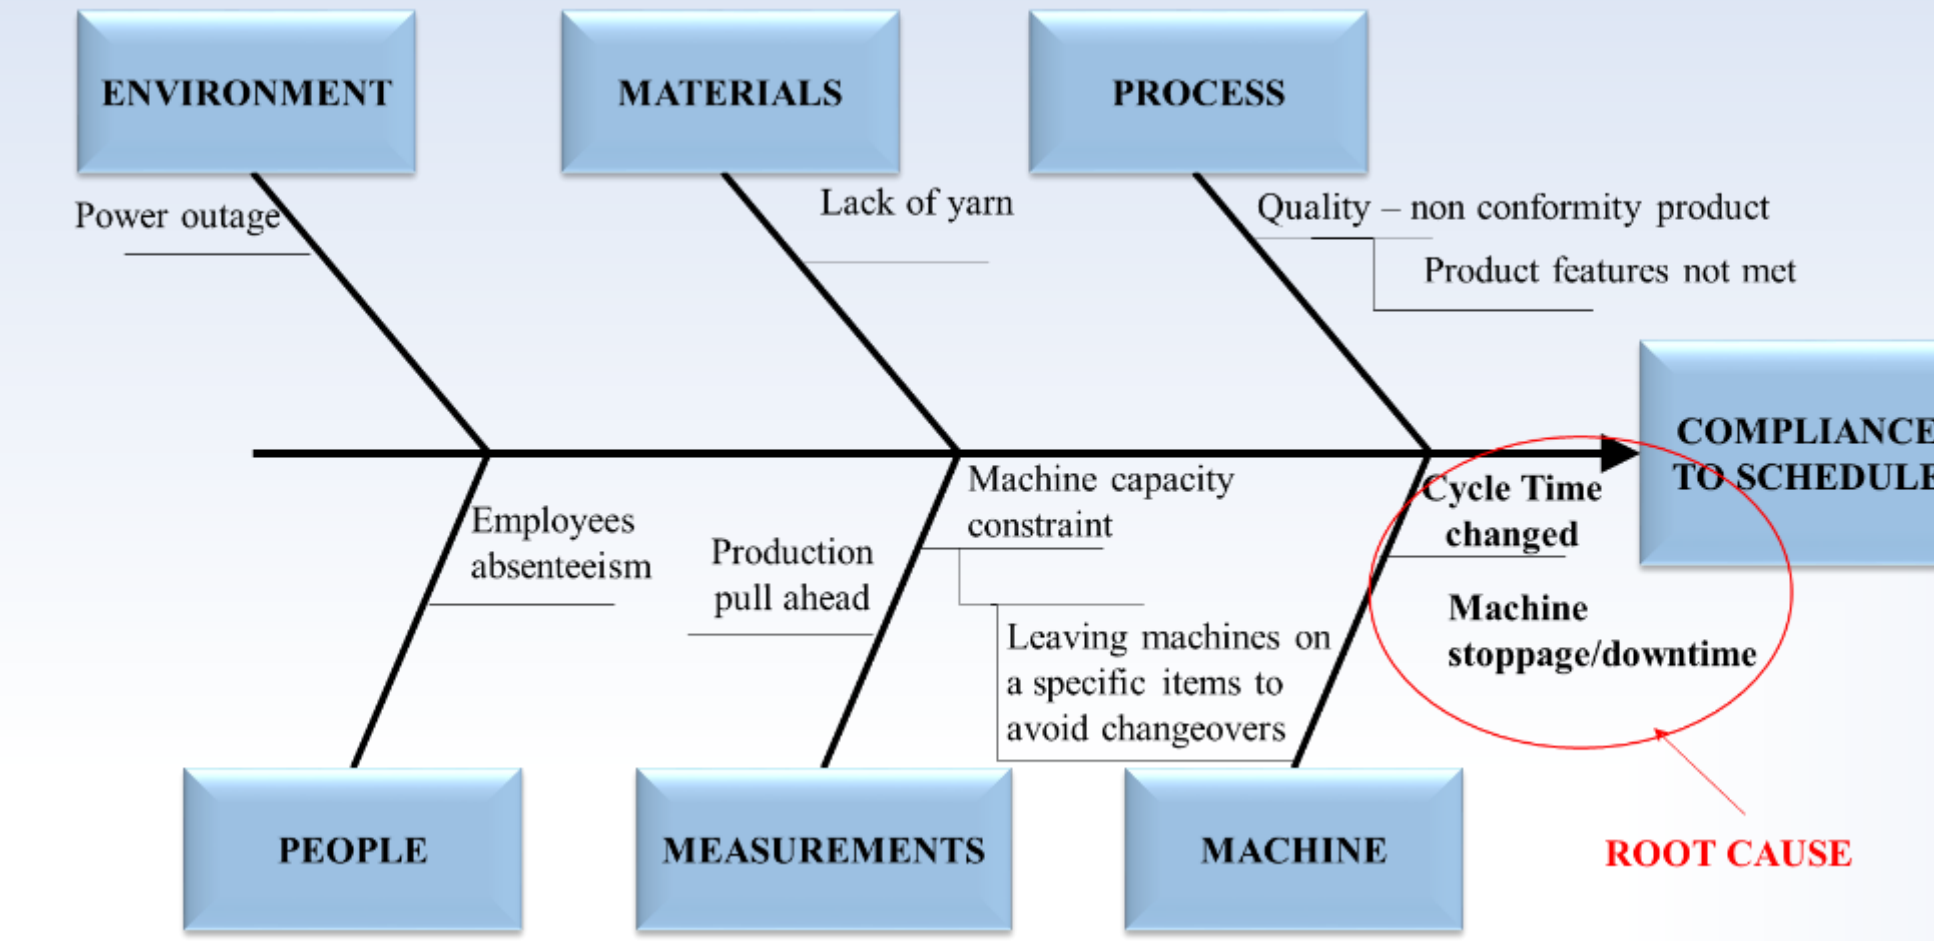 ENVIRONMENT
MATERIALS
PROCESS
Power outage
Lack of yarn
Quality – non conformity product
Product features not met
COMPLIANCE
TO SCHEDULE
Employees
absenteeism
Production
pull ahead
Machine capacity
constraint
Leaving machines on
a specific items to
avoid changeovers
Cycle Time
changed
Machine
stoppage/downtime
PEOPLE
MEASUREMENTS
MACHINE
ROOT CAUSE